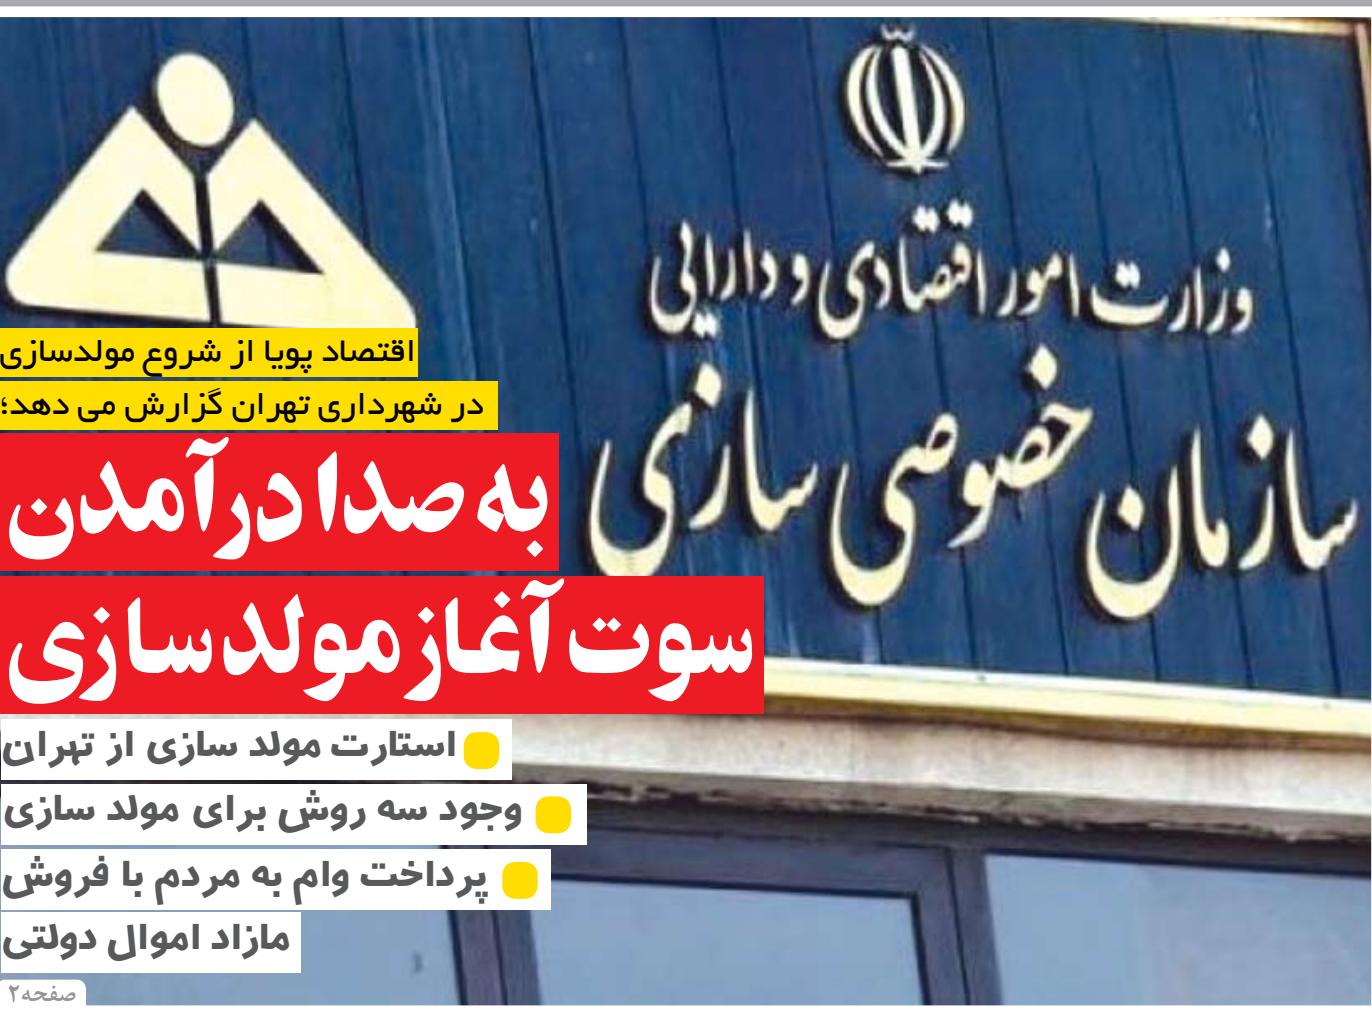 وزارت امور اقتصادی و دارایی
سازمان خصوصی سازی
اقتصاد پویا از شروع مولدسازی
در شهرداری تهران گزارش می دهد؛
به صدا درآمدن
سوت آغاز مولدسازی
استارت مولد سازی از تهران
وجود سه روش برای مولد سازی
پرداخت وام به مردم با فروش
مازاد اموال دولتی
صفحه۲